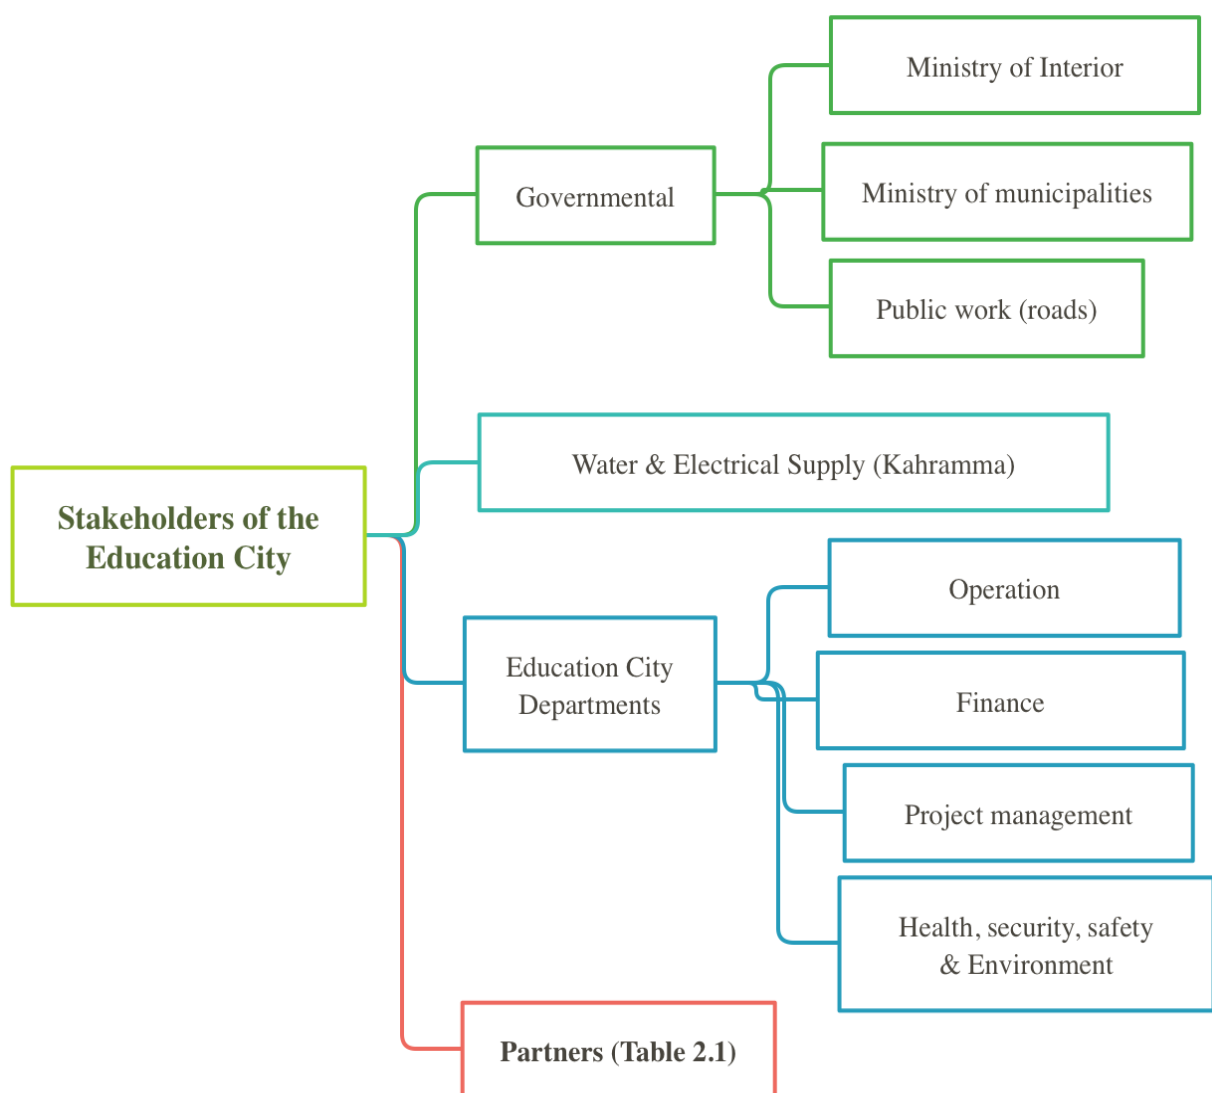 Stakeholders of the
Education City
Governmental
Ministry of Interior
Ministry of municipalities
Public work (roads)
Water & Electrical Supply (Kahramma)
Education City
Departments
Operation
Finance
Project management
Health, security, safety
& Environment
Partners (Table 2.1)